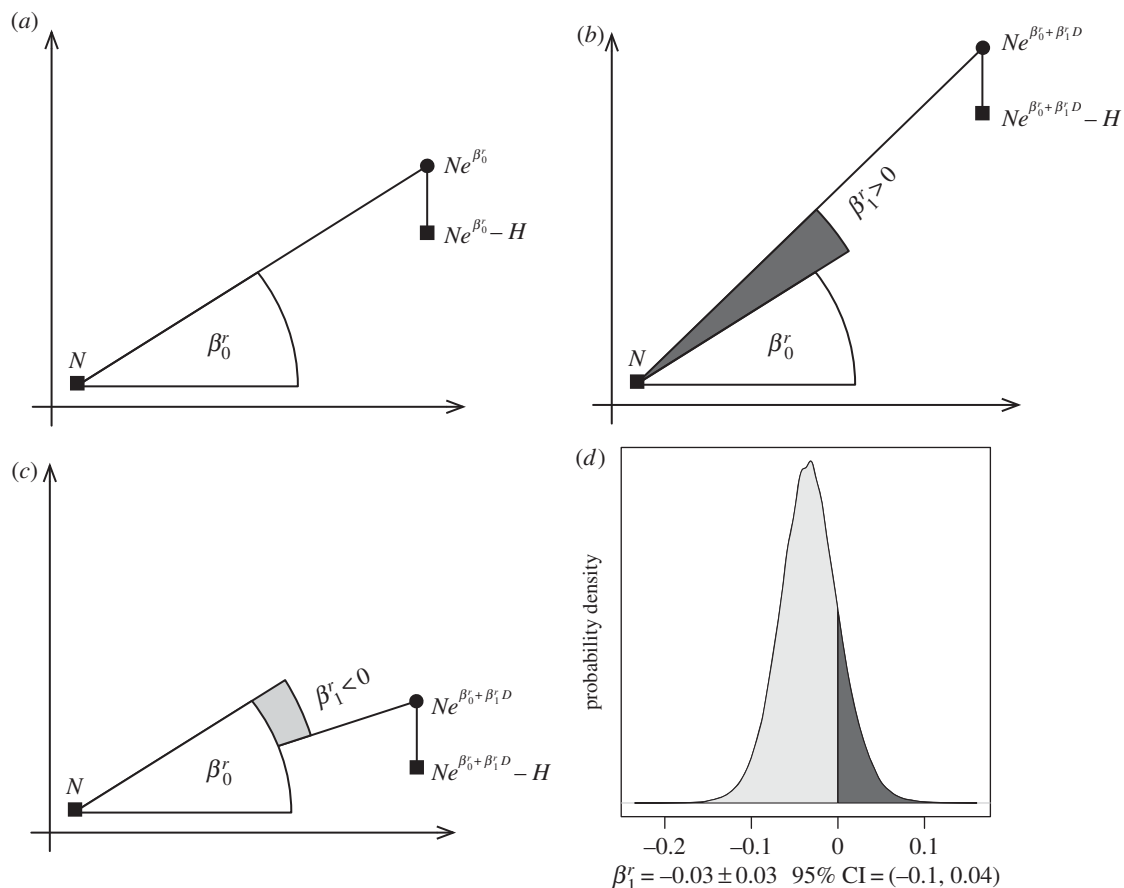 (a)
Ne^{β_0^r}
Ne^{β_0^r} – H
N
β_0^r
(b)
Ne^{β_0^r + β_1^r D}
Ne^{β_0^r + β_1^r D} – H
β_1^r > 0
N
β_0^r
(c)
β_1^r < 0
Ne^{β_0^r + β_1^r D}
Ne^{β_0^r + β_1^r D} – H
N
β_0^r
(d)
probability density
–0.2 –0.1 0 0.1
β_1^r = –0.03 ± 0.03 95% CI = (–0.1, 0.04)